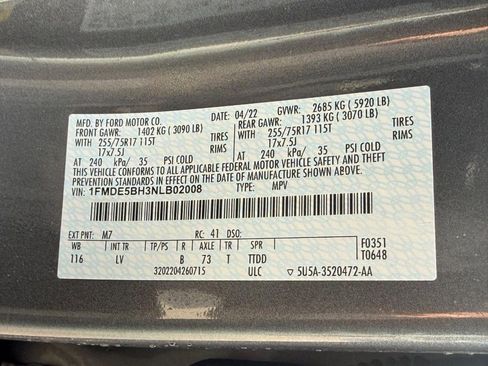 MFD. BY FORD MOTOR CO.
DATE: 04/22 GVWR: 2685 KG (5920 LB)
FRONT GAWR: 1402 KG (3090 LB) REAR GAWR: 1393 KG (3070 LB)
WITH 255/75R17 115T TIRES WITH 255/75R17 115T TIRES
17x7.5J RIMS 17x7.5J RIMS
AT 240 kPa/ 35 PSI COLD AT 240 kPa/ 35 PSI COLD
THIS VEHICLE CONFORMS TO ALL APPLICABLE FEDERAL MOTOR VEHICLE SAFETY AND THEFT
PREVENTION STANDARDS IN EFFECT ON THE DATE OF MANUFACTURE SHOWN ABOVE.
VIN: 1FMDE5BH3NLB02008 TYPE: MPV
EXT PNT: M7 RC: 41 DSO:
WB INT TR TP/PS R AXLE TR SPR F0351
116 LV B 73 T TTDD T0648
3202204260715 ULC 5U5A-3520472-AA